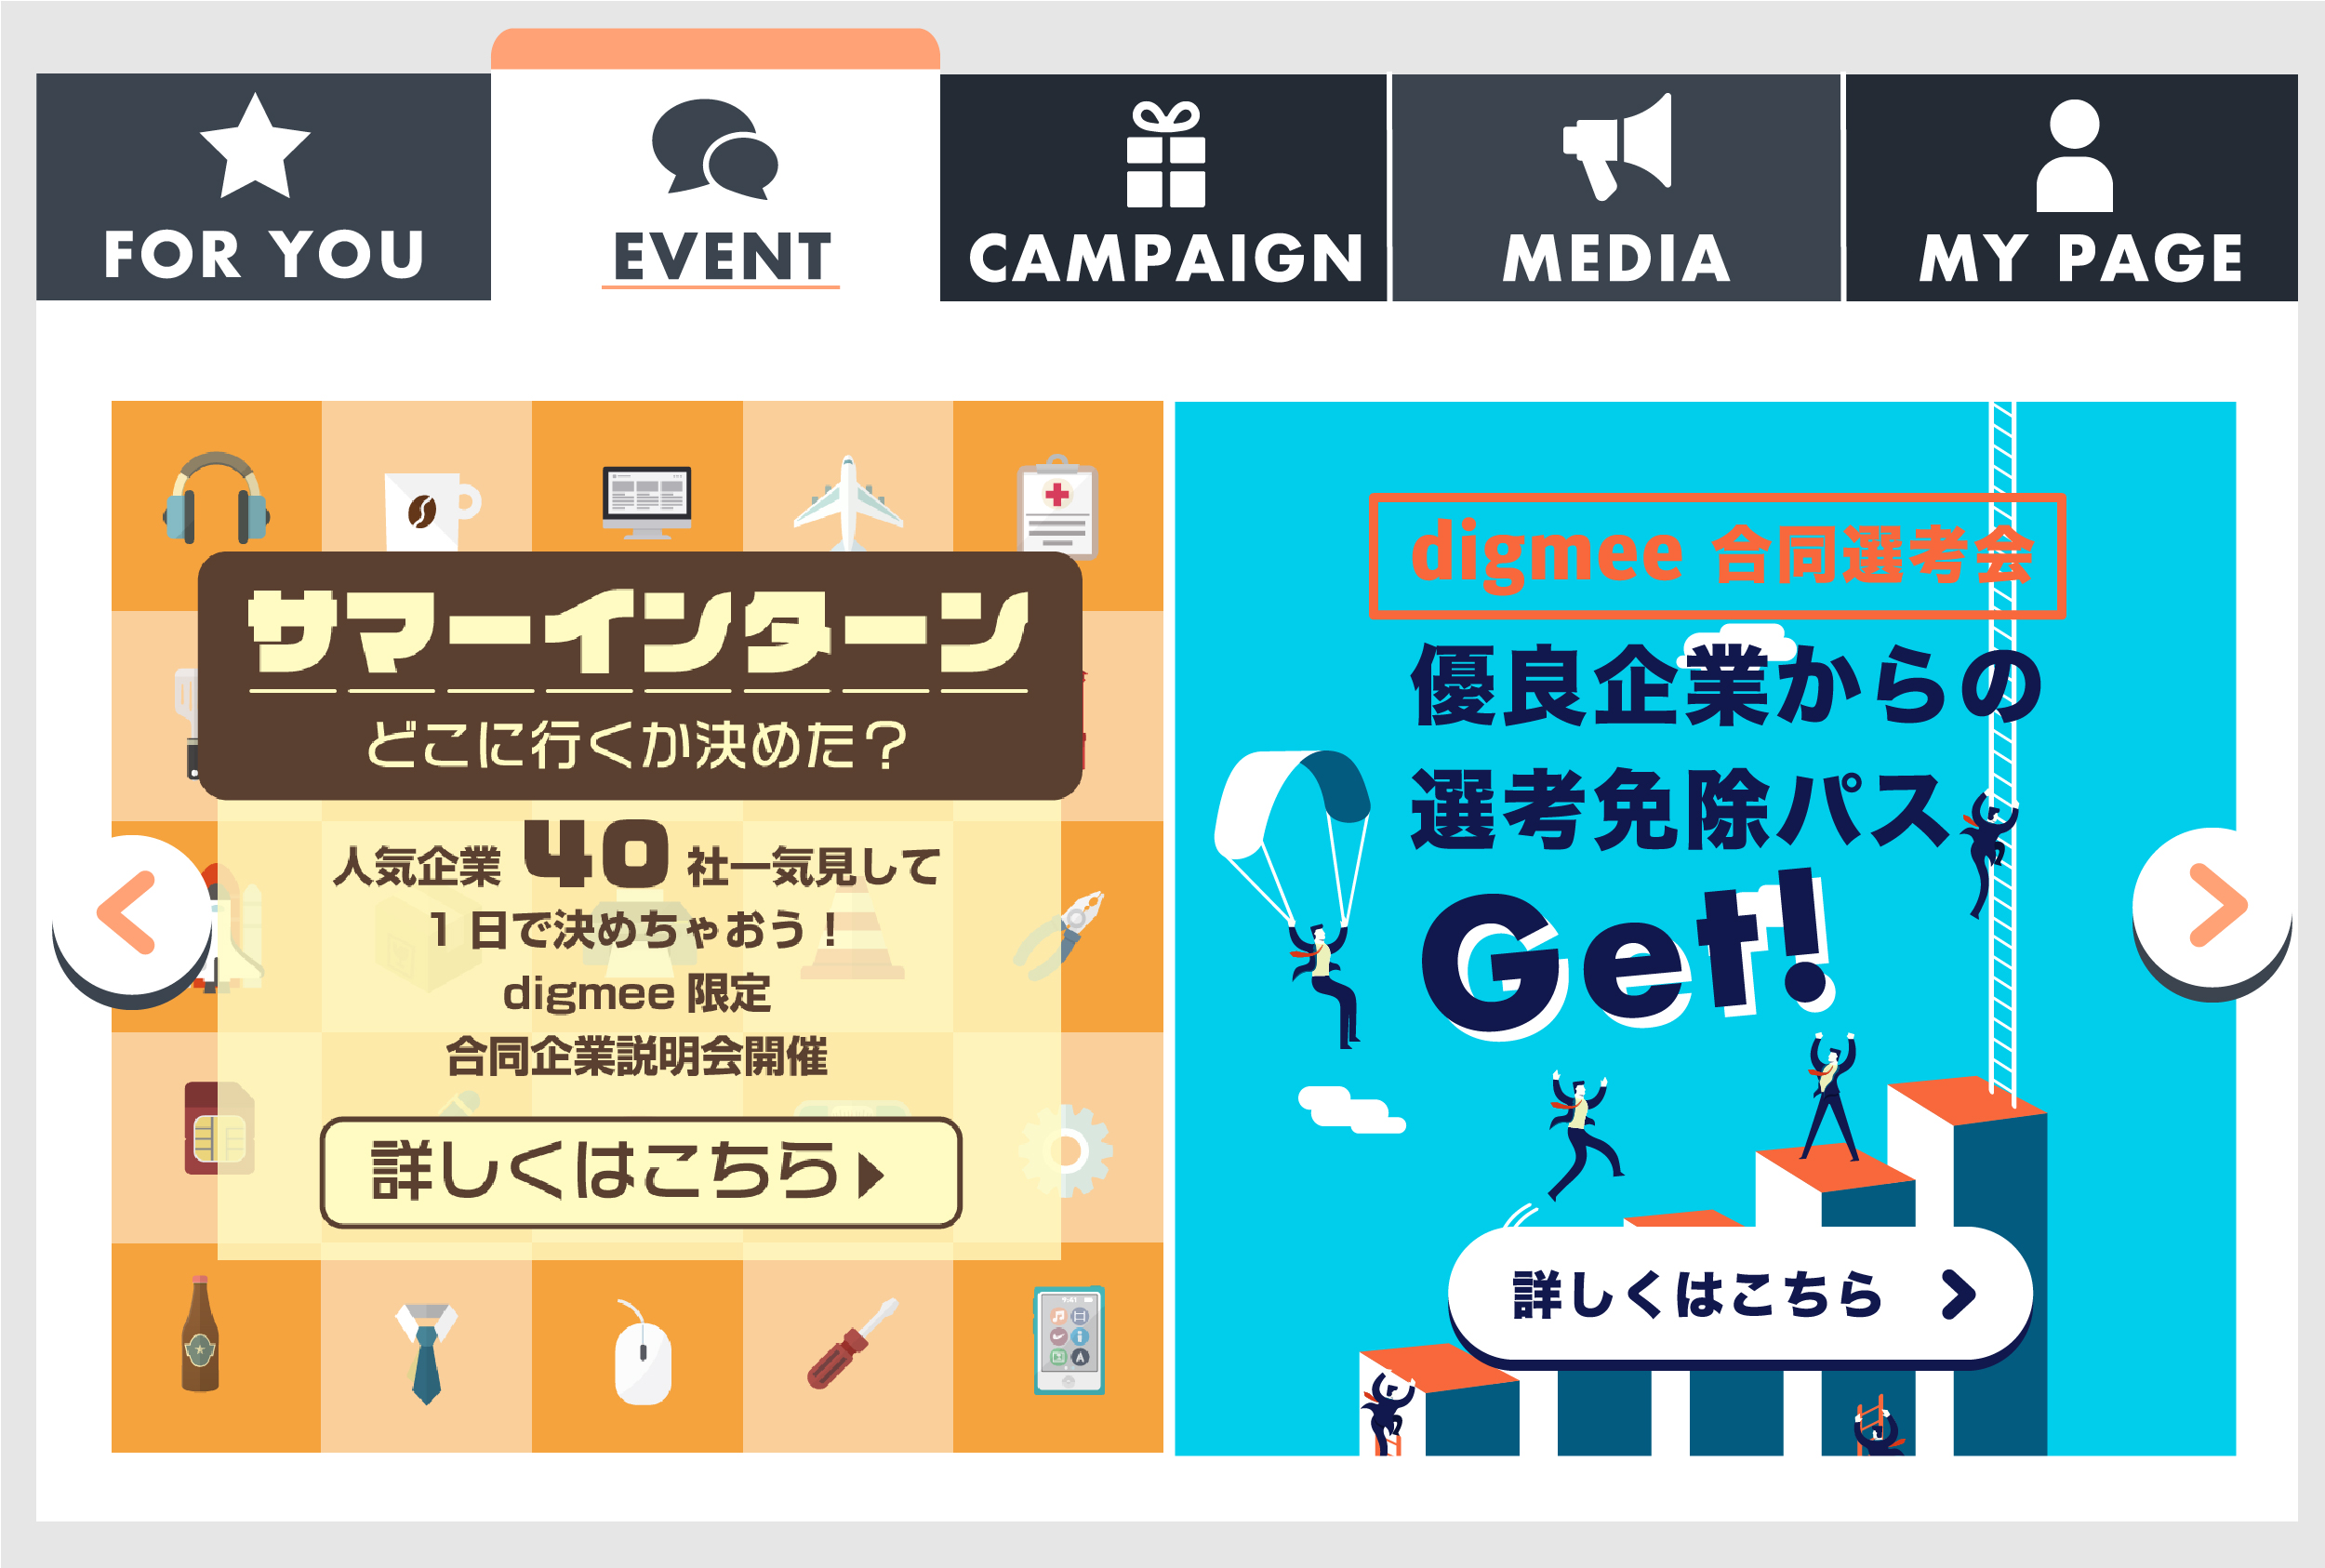 FOR YOU
EVENT
CAMPAIGN
MEDIA
MY PAGE
サマーインターン
どこに行くか決めた？
人気企業 40 社一気見して
1日で決めちゃおう！
digmee 限定
合同企業説明会開催
詳しくはこちら
digmee 合同選考会
優良企業からの
選考免除パス
Get!
詳しくはこちら
9:41